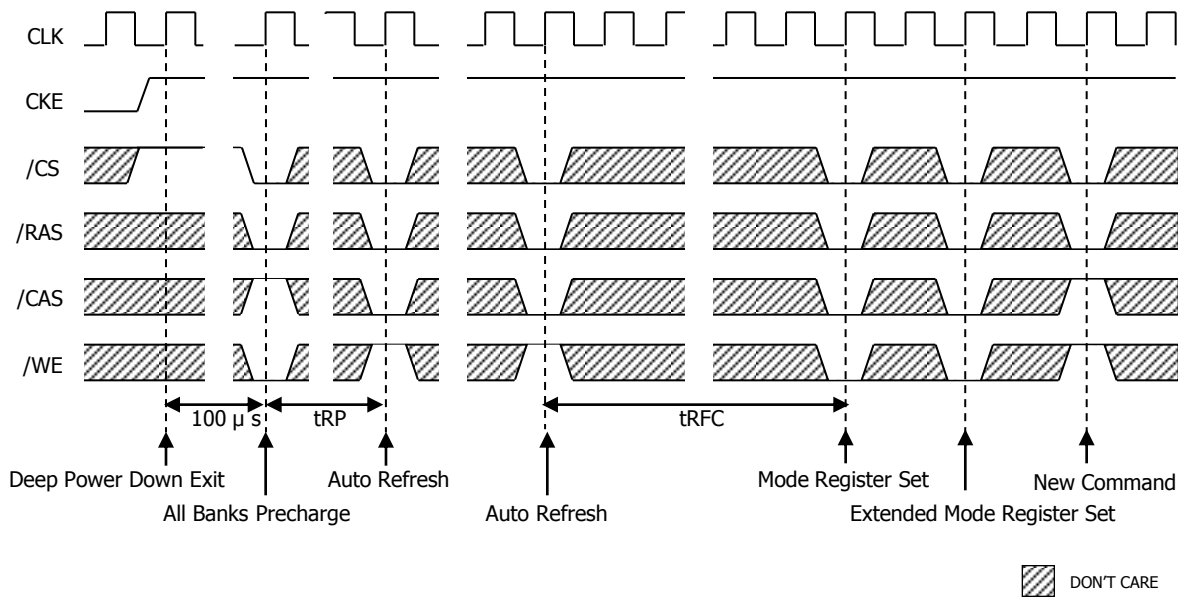 CLK
CKE
/CS
/RAS
/CAS
/WE
100 μ s
tRP
tRFC
Deep Power Down Exit
All Banks Precharge
Auto Refresh
Auto Refresh
Mode Register Set
Extended Mode Register Set
New Command
DON'T CARE